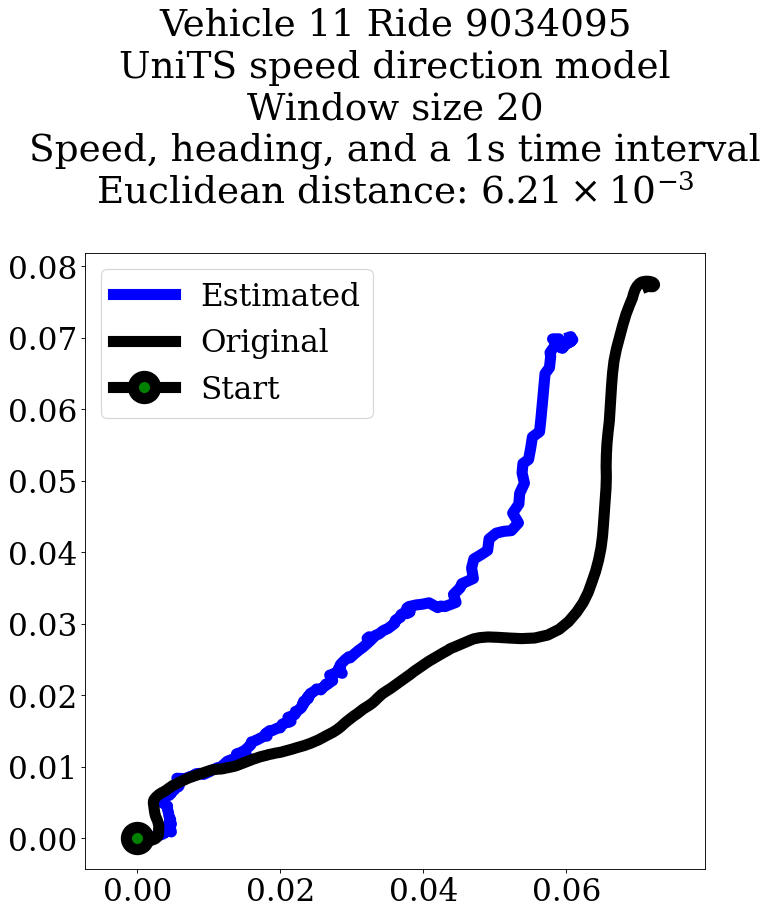 Vehicle 11 Ride 9034095
UniTS speed direction model
Window size 20
Speed, heading, and a 1s time interval
Euclidean distance: 6.21 × 10⁻³
0.08
0.07
0.06
0.05
0.04
0.03
0.02
0.01
0.00
Estimated
Original
Start
0.00 0.02 0.04 0.06